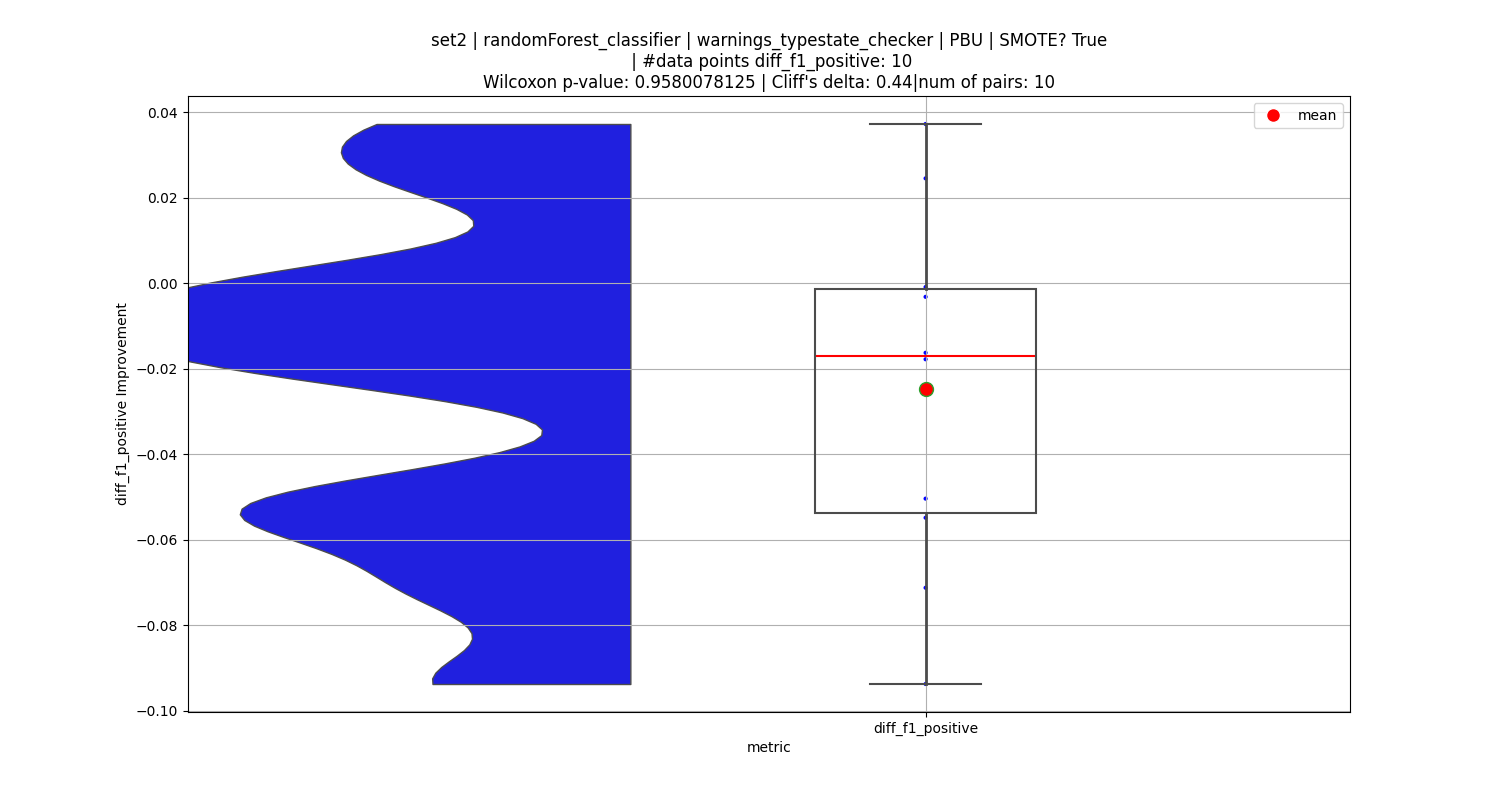 set2 | randomForest_classifier | warnings_typestate_checker | PBU | SMOTE? True
| #data points diff_f1_positive: 10
Wilcoxon p-value: 0.9580078125 | Cliff's delta: 0.44|num of pairs: 10
mean
0.04
0.02
0.00
−0.02
−0.04
−0.06
−0.08
−0.10
diff_f1_positive Improvement
diff_f1_positive
metric